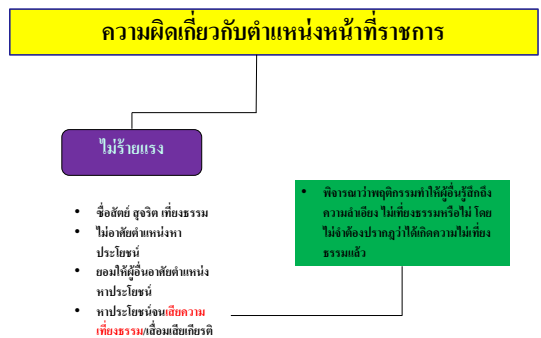 ความผิดเกี่ยวกับตำแหน่งหน้าที่ราชการ
ไม่ร้ายแรง
• ซื่อสัตย์ สุจริต เที่ยงธรรม
• ไม่อาศัยตำแหน่งหา
ประโยชน์
• ยอมให้ผู้อื่นอาศัยตำแหน่ง
หาประโยชน์
• หาประโยชน์จนเสียความ
เที่ยงธรรม/เสื่อมเสียเกียรติ
• พิจารณาว่าพฤติกรรมทำให้ผู้อื่นรู้สึกถึง
ความลำเอียง ไม่เที่ยงธรรมหรือไม่ โดย
ไม่จำต้องปรากฎว่าได้เกิดความไม่เที่ยง
ธรรมแล้ว